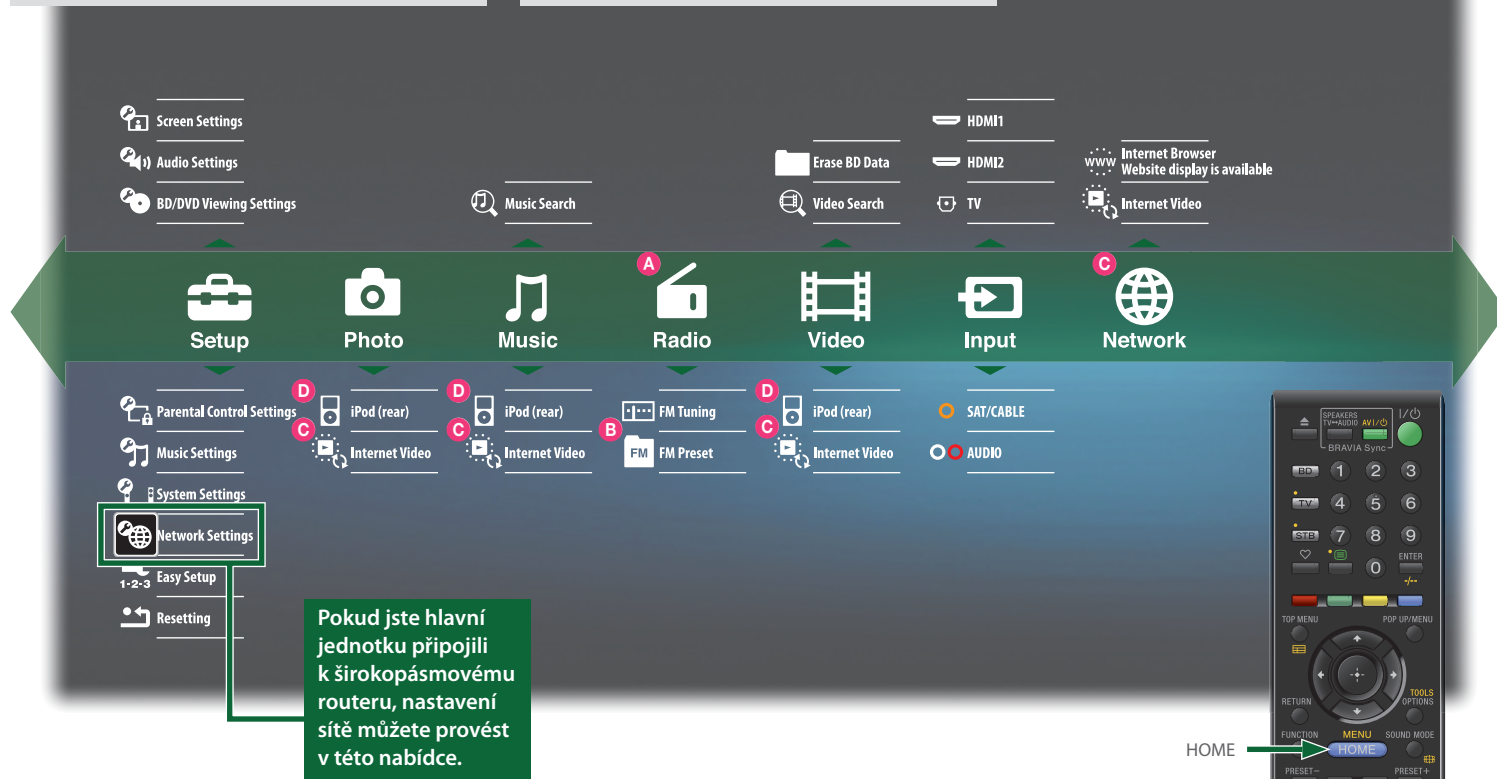 Screen Settings
Audio Settings
BD/DVD Viewing Settings
Music Search
Erase BD Data
Video Search
HDMI1
HDMI2
TV
www
Internet Browser
Website display is available
Internet Video
A
C
Setup
Photo
Music
Radio
Video
Input
Network
Parental Control Settings
Music Settings
System Settings
Network Settings
1-2-3
Easy Setup
Resetting
D
iPod (rear)
C
Internet Video
D
iPod (rear)
C
Internet Video
FM Tuning
B
FM
FM Preset
D
iPod (rear)
C
Internet Video
SAT/CABLE
AUDIO
Pokud jste hlavní
jednotku připojili
k širokopásmovému
routeru, nastavení
sítě můžete provést
v této nabídce.
HOME
SPEAKERS
TV↔AUDIO
AV I/⏻
I/⏻
BRAVIA Sync
BD
1
2
3
TV
4
5
6
STB
7
8
9
0
ENTER
-/--
TOP MENU
POP UP/MENU
RETURN
TOOLS
OPTIONS
FUNCTION
MENU
HOME
SOUND MODE
PRESET–
PRESET+